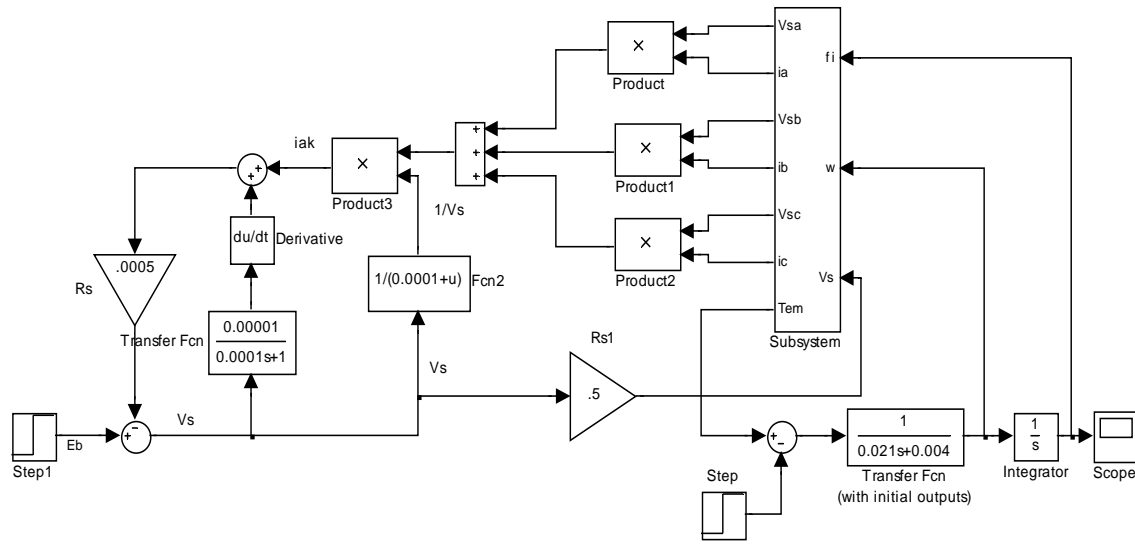 Vsa
×
fi
Product
ia
Vsb
iak
+
+
+
×
ib
w
×
Product1
+
+
Product3
1/Vs
Vsc
du/dt
Derivative
×
ic
.0005
1/(0.0001+u)
Fcn2
Product2
Vs
Rs
Tem
0.00001
0.0001s+1
Transfer Fcn
Subsystem
Rs1
Vs
.5
Vs
Eb
+
−
1
0.021s+0.004
1
s
+
−
Step1
Step
Transfer Fcn
(with initial outputs)
Integrator
Scope